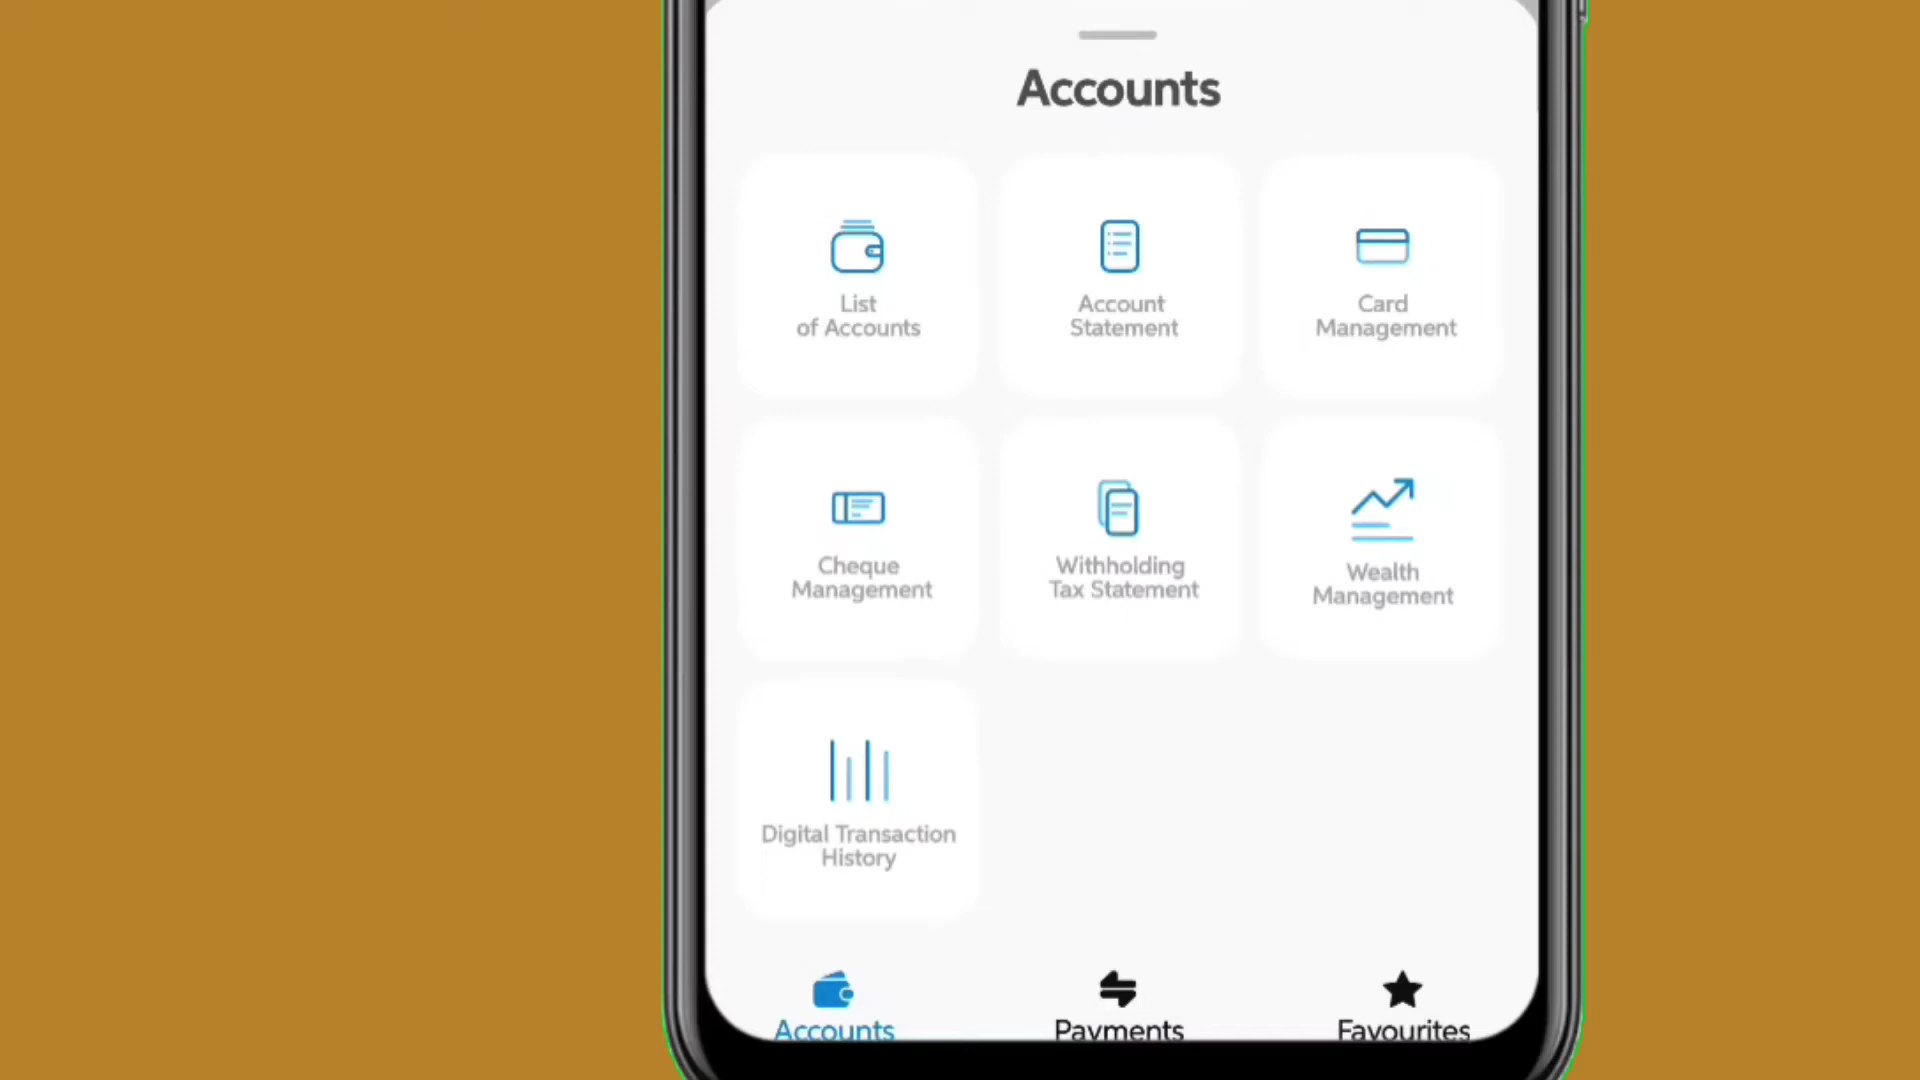 Accounts
List
of Accounts
Account
Statement
Card
Management
Cheque
Management
Withholding
Tax Statement
Wealth
Management
Digital Transaction
History
Accounts
Payments
Favourites